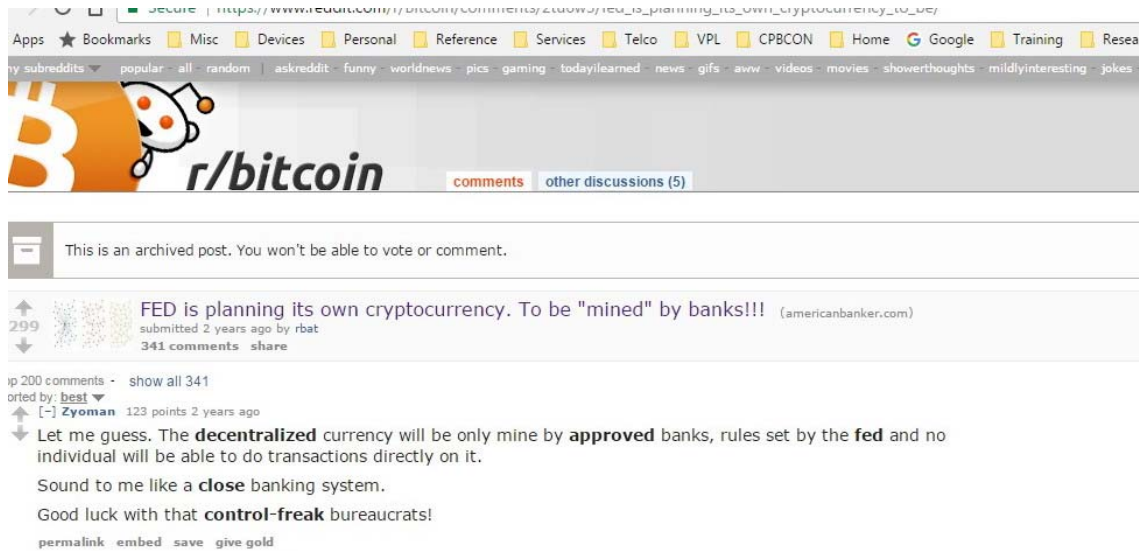 Secure | https://www.reddit.com/r/bitcoin/comments/2tuow5/fed_is_planning_its_own_cryptocurrency_to_be/
Apps Bookmarks Misc Devices Personal Reference Services Telco VPL CPBCON Home Google Training Resea
my subreddits popular - all - random | askreddit - funny - worldnews - pics - gaming - todayilearned - news - gifs - aww - videos - movies - showerthoughts - mildlyinteresting - jokes
r/bitcoin comments other discussions (5)
This is an archived post. You won't be able to vote or comment.
FED is planning its own cryptocurrency. To be "mined" by banks!!! (americanbanker.com)
299 submitted 2 years ago by rbat
341 comments share
op 200 comments - show all 341
orted by: best
[-] Zyoman 123 points 2 years ago
Let me guess. The decentralized currency will be only mine by approved banks, rules set by the fed and no
individual will be able to do transactions directly on it.
Sound to me like a close banking system.
Good luck with that control-freak bureaucrats!
permalink embed save give gold